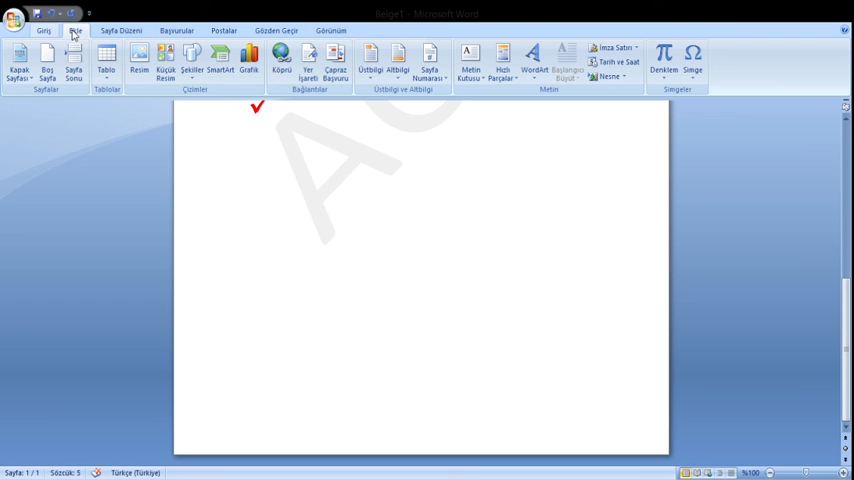 Belge1 - Microsoft Word
Giriş Ekle Sayfa Düzeni Başvurular Postalar Gözden Geçir Görünüm
Kapak Sayfası Boş Sayfa Sayfa Sonu Tablo Resim Küçük Resim Şekiller SmartArt Grafik Köprü Yer İşareti Çapraz Başvuru Üstbilgi Altbilgi Sayfa Numarası Metin Kutusu Hızlı Parçalar WordArt Başlangıç Büyüt İmza Satırı Tarih ve Saat Nesne Denklem Simge
Sayfalar Tablolar Çizimler Bağlantılar Üstbilgi ve Altbilgi Metin Simgeler
Sayfa: 1 / 1 Sözcük: 5 Türkçe (Türkiye) %100